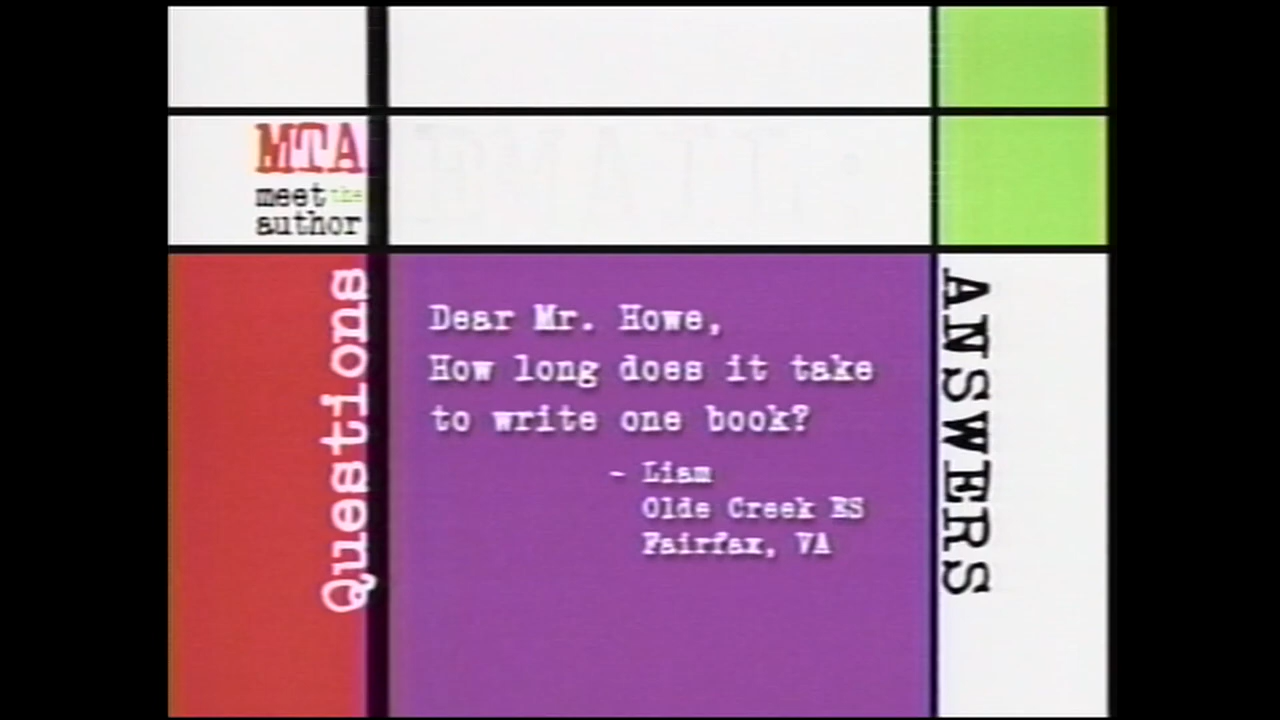 MTA
meet the
author
Questions
Dear Mr. Howe,
How long does it take
to write one book?
~ Liam
Olde Creek ES
Fairfax, VA
ANSWERS